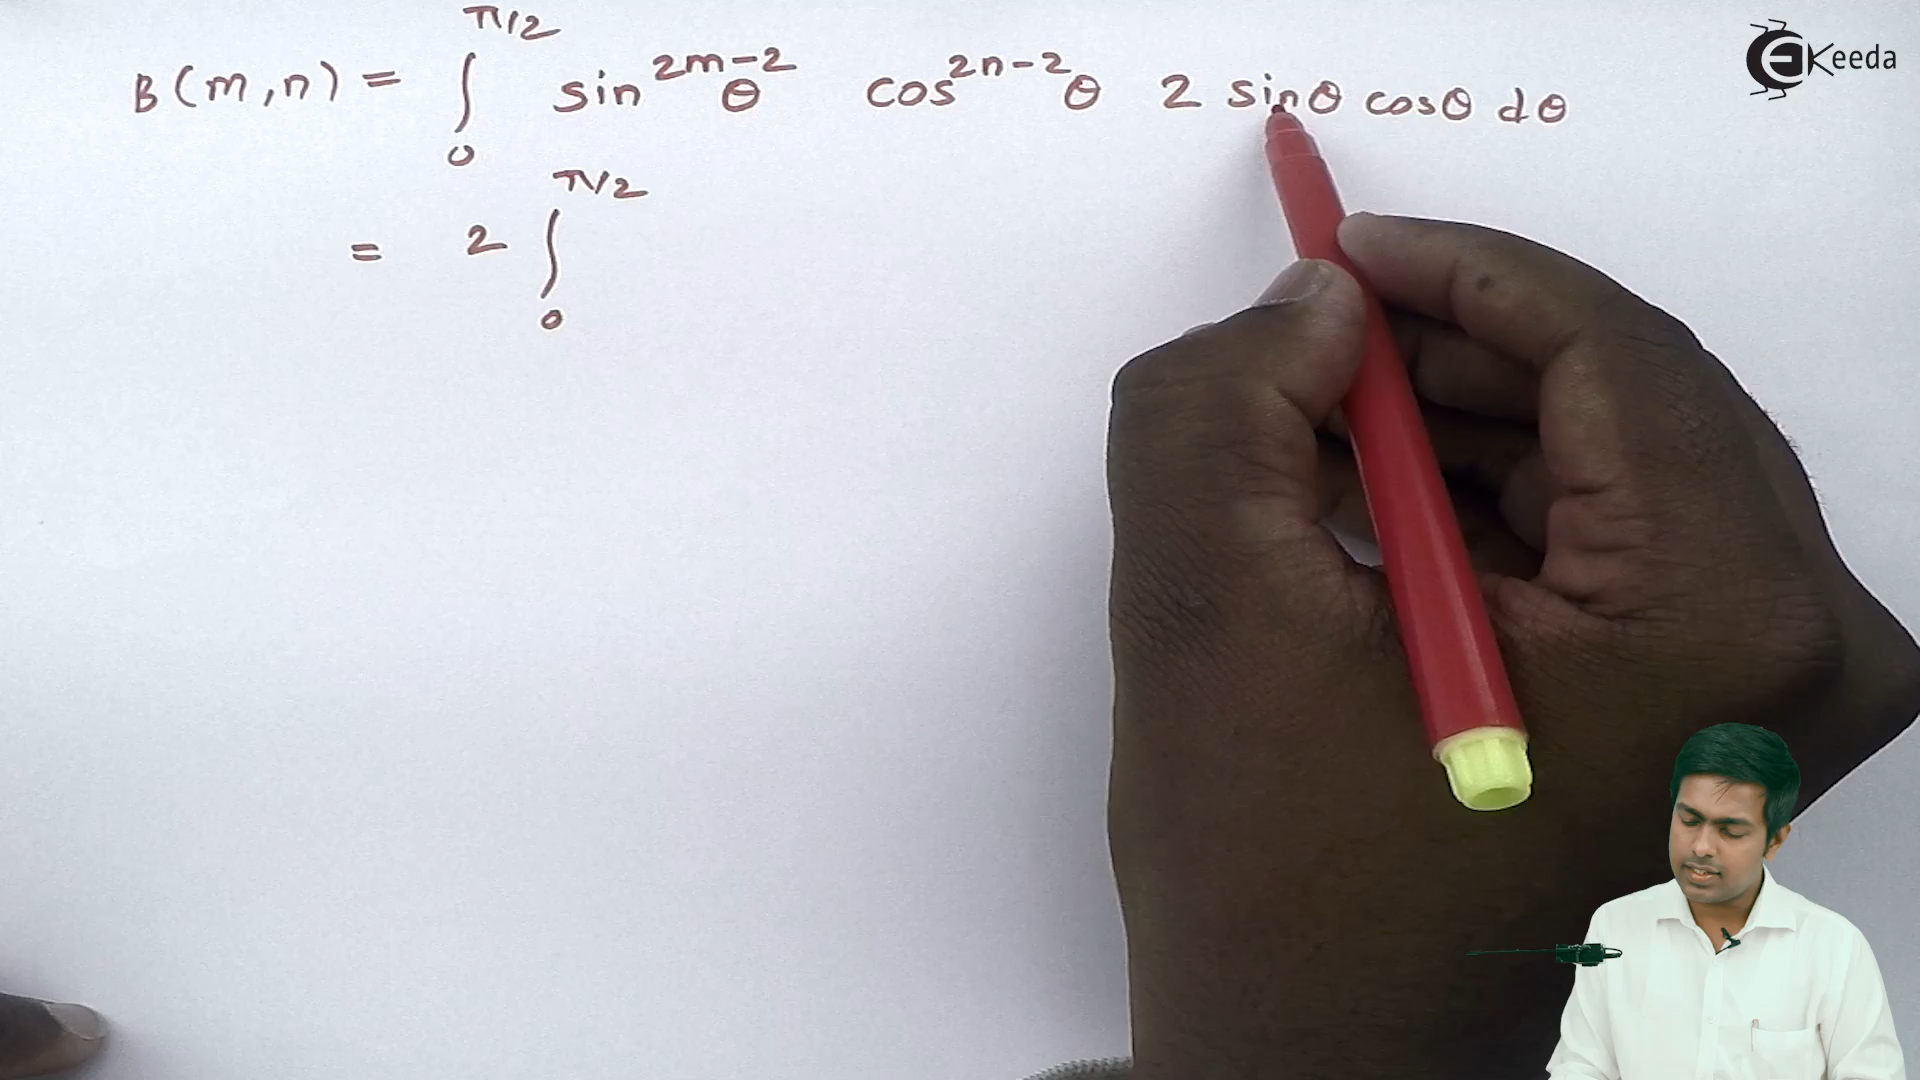 B(m,n) = ∫₀^{π/2} sin^{2m-2}θ cos^{2n-2}θ 2 sinθ cosθ dθ
= 2 ∫₀^{π/2}
EKeeda